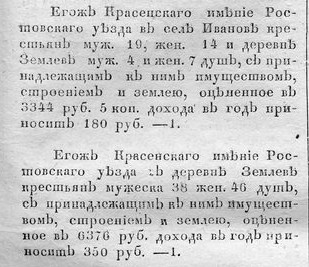 Егожъ Красенскаго имѣніе Рос-
товскаго уѣзда въ селѣ Ивановѣ кре-
стьянъ муж. 10, жен. 14 и деревнѣ
Землевѣ муж. 4 и жен. 7 душъ, съ при-
надлежащимъ къ нимъ имуществомъ,
строеніемъ и землею, оцѣненное въ
3344 руб. 5 коп. дохода въ годъ при-
носитъ 180 руб. —1.
Егожъ Красенскаго имѣніе Рос-
товскаго уѣзда съ деревнѣ Землевѣ
крестьянъ мужеска 38 жен. 46 душъ,
съ принадлежащимъ къ нимъ имущест-
вомъ, строеніемъ и землею, оцѣнен-
ное въ 6376 руб. дохода въ годъ при-
носитъ 350 руб. —1.